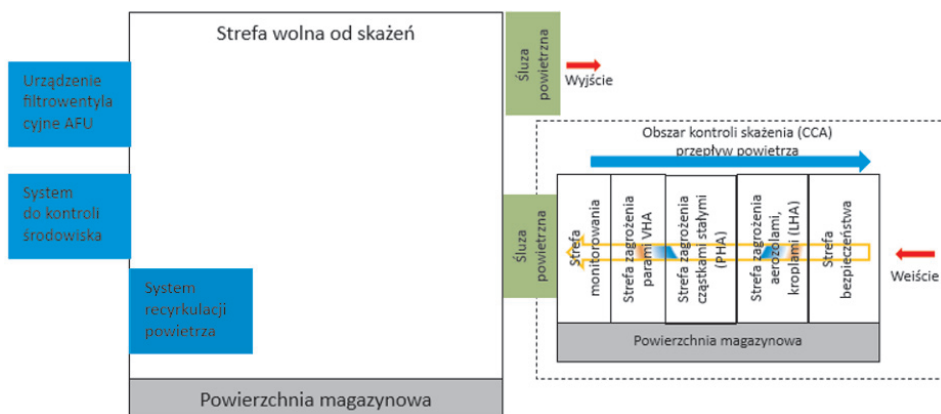 Strefa wolna od skażeń
Urządzenie
filtrowentyla
cyjne AFU
System
do kontroli
środowiska
System
recyrkulacji
powietrza
Powierzchnia magazynowa
Śluza
powietrzna
Wyjście
Śluza
powietrzna
Obszar kontroli skażenia (CCA)
przepływ powietrza
Strefa
monitorowania
Strefa zagrożenia
parami VHA
Strefa zagrożenia
cząstkami stałymi
(PHA)
Strefa zagrożenia
aerozolami,
kroplami (LHA)
Strefa
bezpieczeństwa
Weiście
Powierzchnia magazynowa